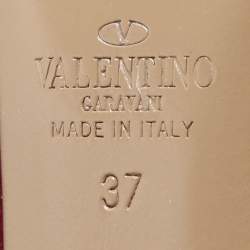 VALENTINO
GARAVANI
MADE IN ITALY
37